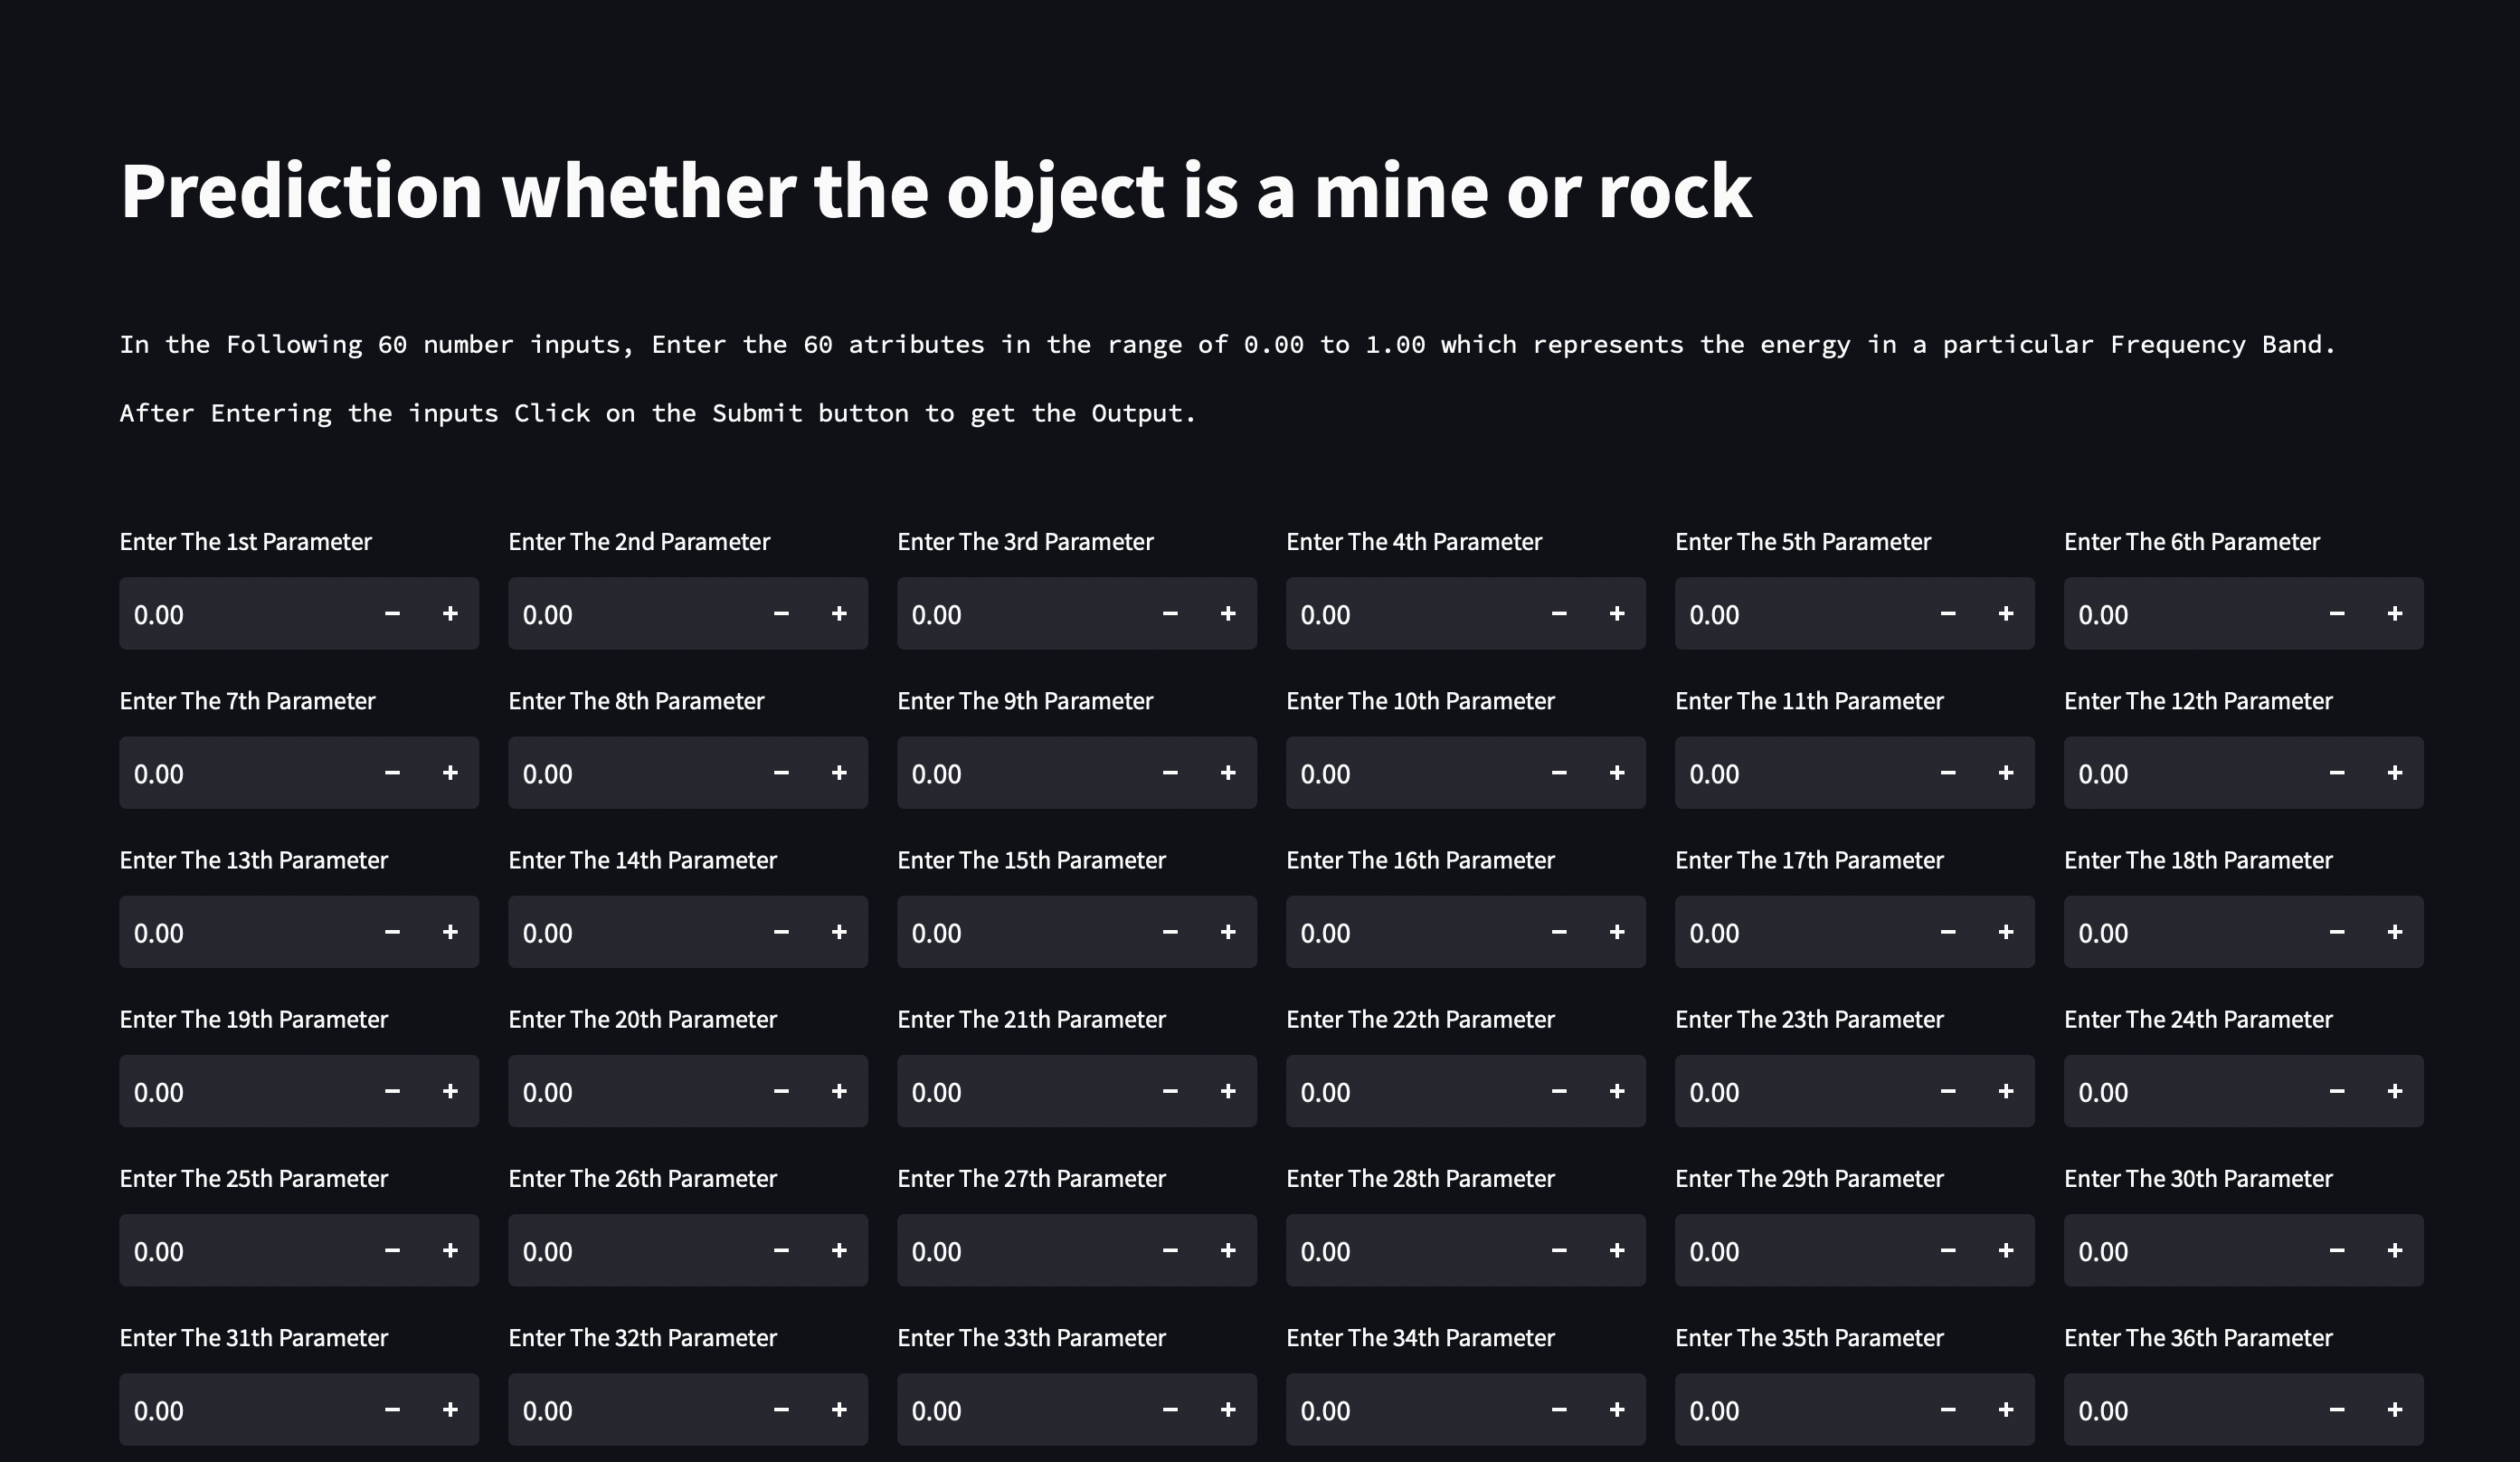 Prediction whether the object is a mine or rock
In the Following 60 number inputs, Enter the 60 atributes in the range of 0.00 to 1.00 which represents the energy in a particular Frequency Band.
After Entering the inputs Click on the Submit button to get the Output.
Enter The 1st Parameter Enter The 2nd Parameter Enter The 3rd Parameter Enter The 4th Parameter Enter The 5th Parameter Enter The 6th Parameter
0.00 − + 0.00 − + 0.00 − + 0.00 − + 0.00 − + 0.00 − +
Enter The 7th Parameter Enter The 8th Parameter Enter The 9th Parameter Enter The 10th Parameter Enter The 11th Parameter Enter The 12th Parameter
0.00 − + 0.00 − + 0.00 − + 0.00 − + 0.00 − + 0.00 − +
Enter The 13th Parameter Enter The 14th Parameter Enter The 15th Parameter Enter The 16th Parameter Enter The 17th Parameter Enter The 18th Parameter
0.00 − + 0.00 − + 0.00 − + 0.00 − + 0.00 − + 0.00 − +
Enter The 19th Parameter Enter The 20th Parameter Enter The 21th Parameter Enter The 22th Parameter Enter The 23th Parameter Enter The 24th Parameter
0.00 − + 0.00 − + 0.00 − + 0.00 − + 0.00 − + 0.00 − +
Enter The 25th Parameter Enter The 26th Parameter Enter The 27th Parameter Enter The 28th Parameter Enter The 29th Parameter Enter The 30th Parameter
0.00 − + 0.00 − + 0.00 − + 0.00 − + 0.00 − + 0.00 − +
Enter The 31th Parameter Enter The 32th Parameter Enter The 33th Parameter Enter The 34th Parameter Enter The 35th Parameter Enter The 36th Parameter
0.00 − + 0.00 − + 0.00 − + 0.00 − + 0.00 − + 0.00 − +